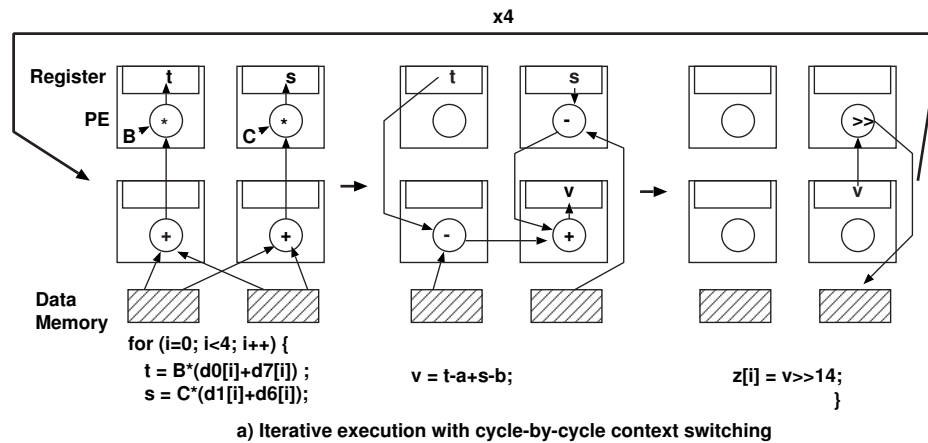 x4
Register
t
s
t
s
PE
B
*
C
*
-
>>
v
v
+
+
-
+
Data
Memory
for (i=0; i<4; i++) {
t = B*(d0[i]+d7[i]) ;
s = C*(d1[i]+d6[i]);
v = t-a+s-b;
z[i] = v>>14;
}
a) Iterative execution with cycle-by-cycle context switching